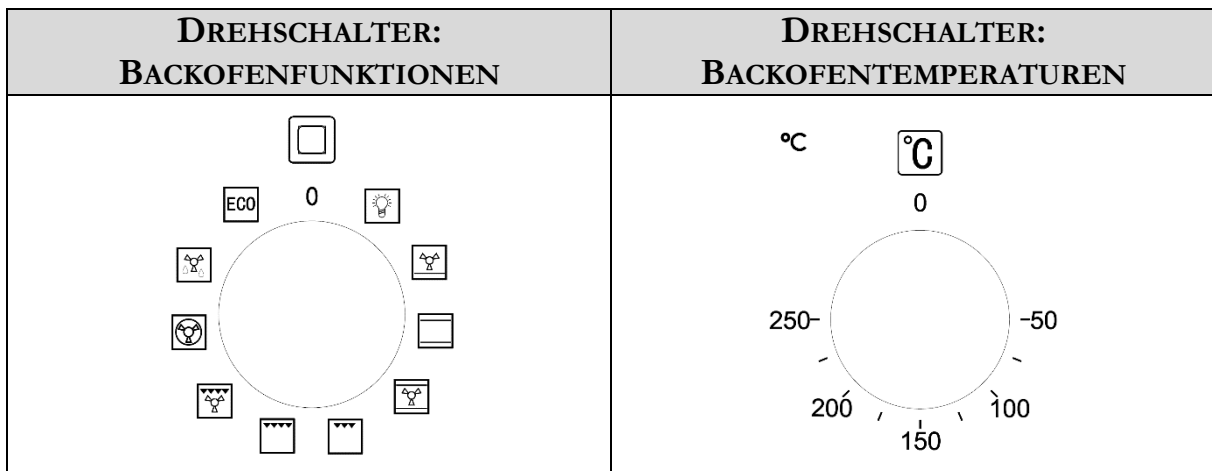 DREHSCHALTER:
BACKOFENFUNKTIONEN
DREHSCHALTER:
BACKOFENTEMPERATUREN
ECO
0
°C
°C
0
250
50
200
100
150